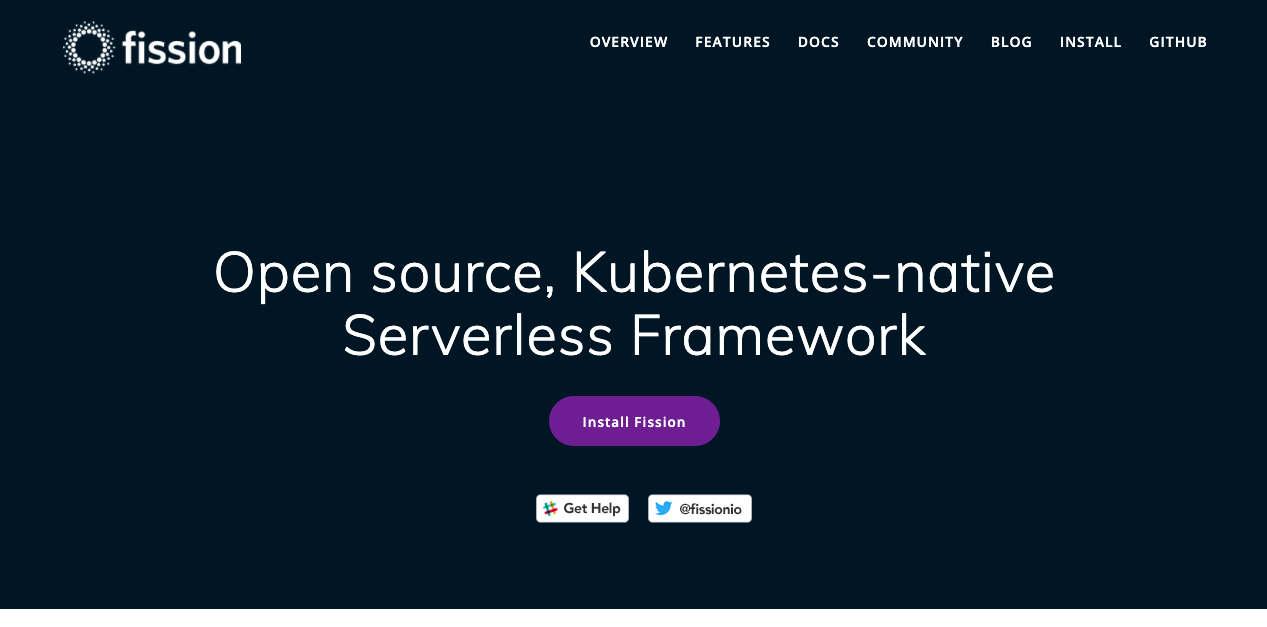 fission
OVERVIEW FEATURES DOCS COMMUNITY BLOG INSTALL GITHUB
Open source, Kubernetes-native
Serverless Framework
Install Fission
Get Help @fissionio